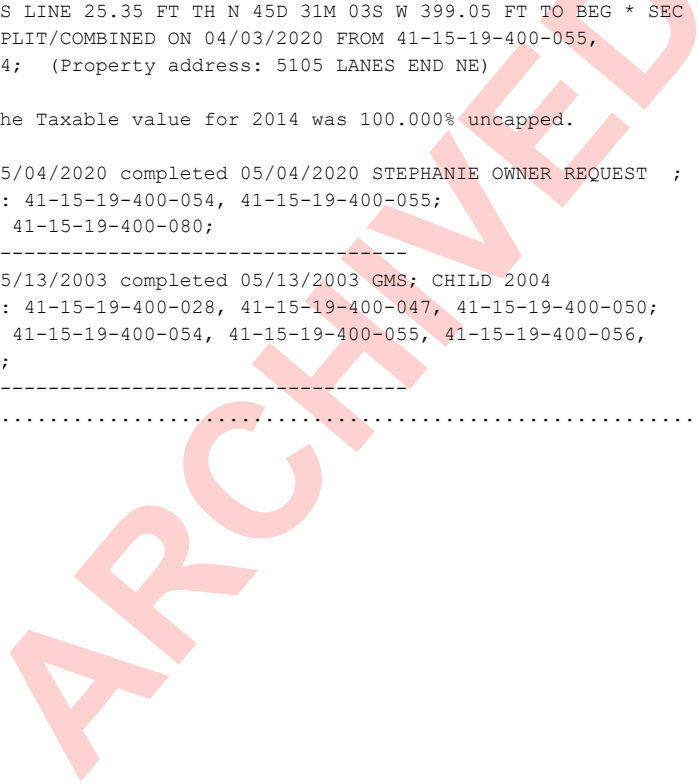 S LINE 25.35 FT TH N 45D 31M 03S W 399.05 FT TO BEG * SEC
PLIT/COMBINED ON 04/03/2020 FROM 41-15-19-400-055,
4; (Property address: 5105 LANES END NE)
he Taxable value for 2014 was 100.000% uncapped.
5/04/2020 completed 05/04/2020 STEPHANIE OWNER REQUEST ;
: 41-15-19-400-054, 41-15-19-400-055;
41-15-19-400-080;
----------------------------------
5/13/2003 completed 05/13/2003 GMS; CHILD 2004
: 41-15-19-400-028, 41-15-19-400-047, 41-15-19-400-050;
41-15-19-400-054, 41-15-19-400-055, 41-15-19-400-056,
;
----------------------------------
..........................................................
ARCHIVED